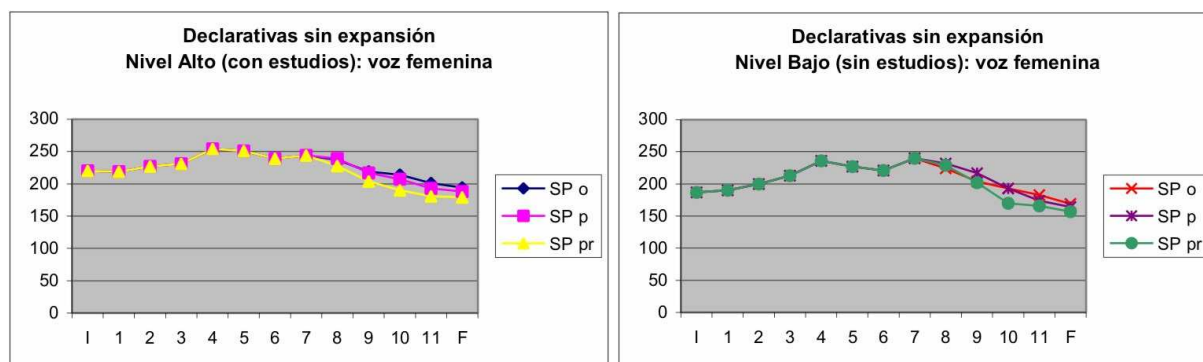 Declarativas sin expansión
Nivel Alto (con estudios): voz femenina
300
250
200
150
100
50
0
I 1 2 3 4 5 6 7 8 9 10 11 F
SP o
SP p
SP pr
Declarativas sin expansión
Nivel Bajo (sin estudios): voz femenina
300
250
200
150
100
50
0
I 1 2 3 4 5 6 7 8 9 10 11 F
SP o
SP p
SP pr